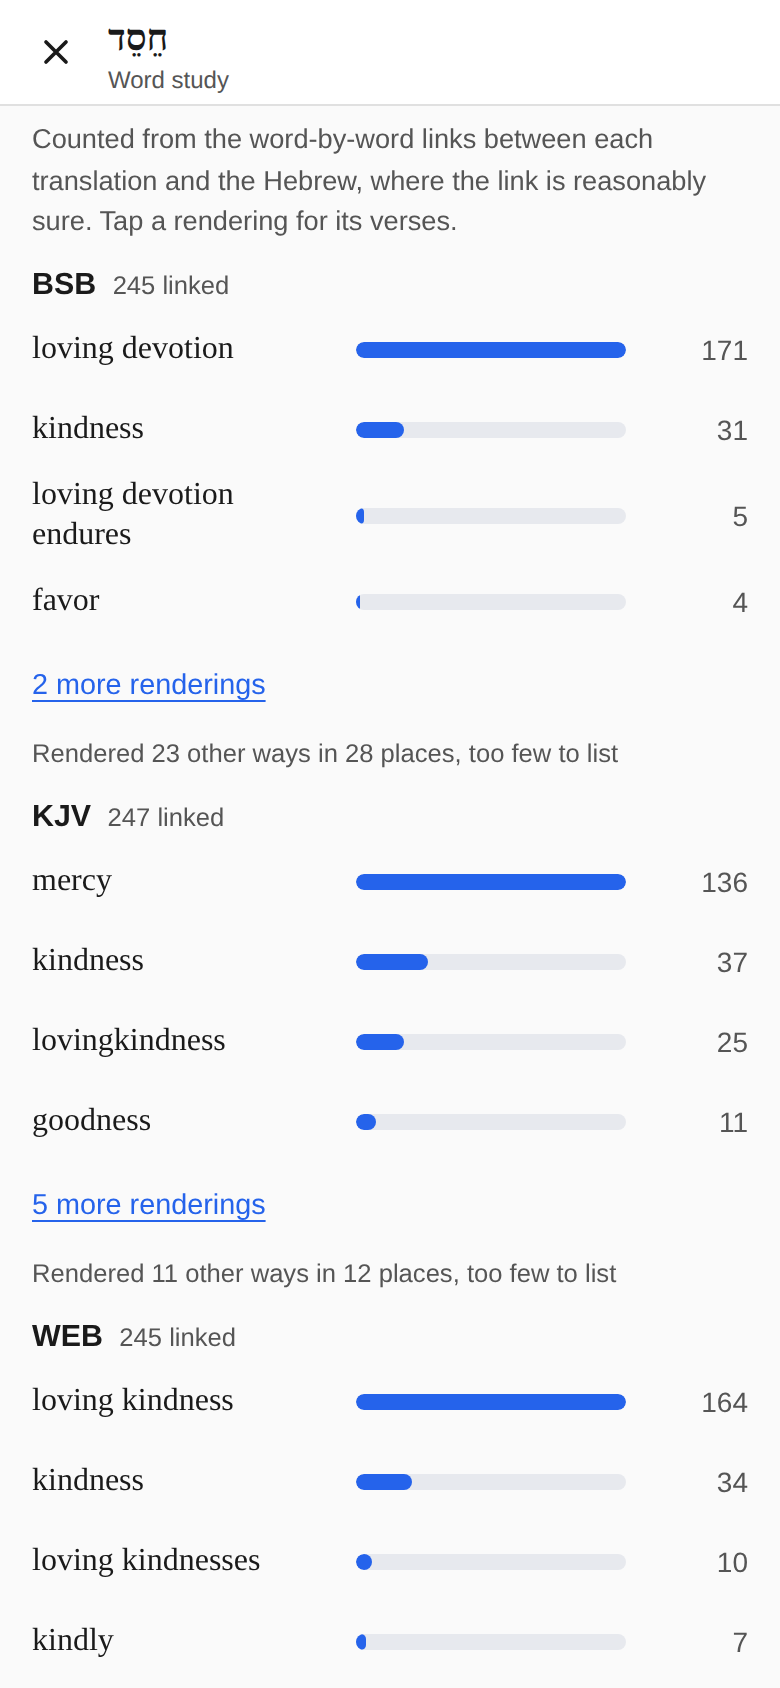 חֵסֵד
Word study
Counted from the word-by-word links between each
translation and the Hebrew, where the link is reasonably
sure. Tap a rendering for its verses.
BSB 245 linked
loving devotion 171
kindness 31
loving devotion
endures 5
favor 4
2 more renderings
Rendered 23 other ways in 28 places, too few to list
KJV 247 linked
mercy 136
kindness 37
lovingkindness 25
goodness 11
5 more renderings
Rendered 11 other ways in 12 places, too few to list
WEB 245 linked
loving kindness 164
kindness 34
loving kindnesses 10
kindly 7